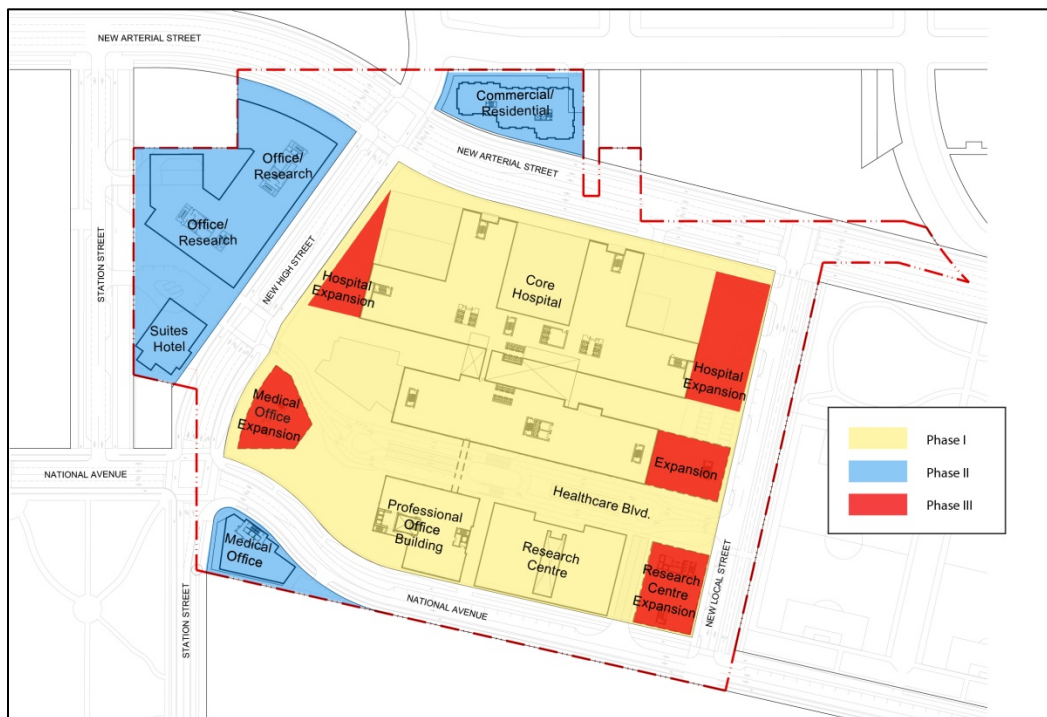 NEW ARTERIAL STREET
Commercial/
Residential
NEW ARTERIAL STREET
Office/
Research
Office/
Research
STATION STREET
NEW HIGH STREET
Suites
Hotel
Hospital
Expansion
Core
Hospital
Hospital
Expansion
Medical
Office
Expansion
Expansion
Healthcare Blvd.
NATIONAL AVENUE
Professional
Office
Building
Research
Centre
Research
Centre
Expansion
NEW LOCAL STREET
Medical
Office
NATIONAL AVENUE
STATION STREET
Phase I
Phase II
Phase III